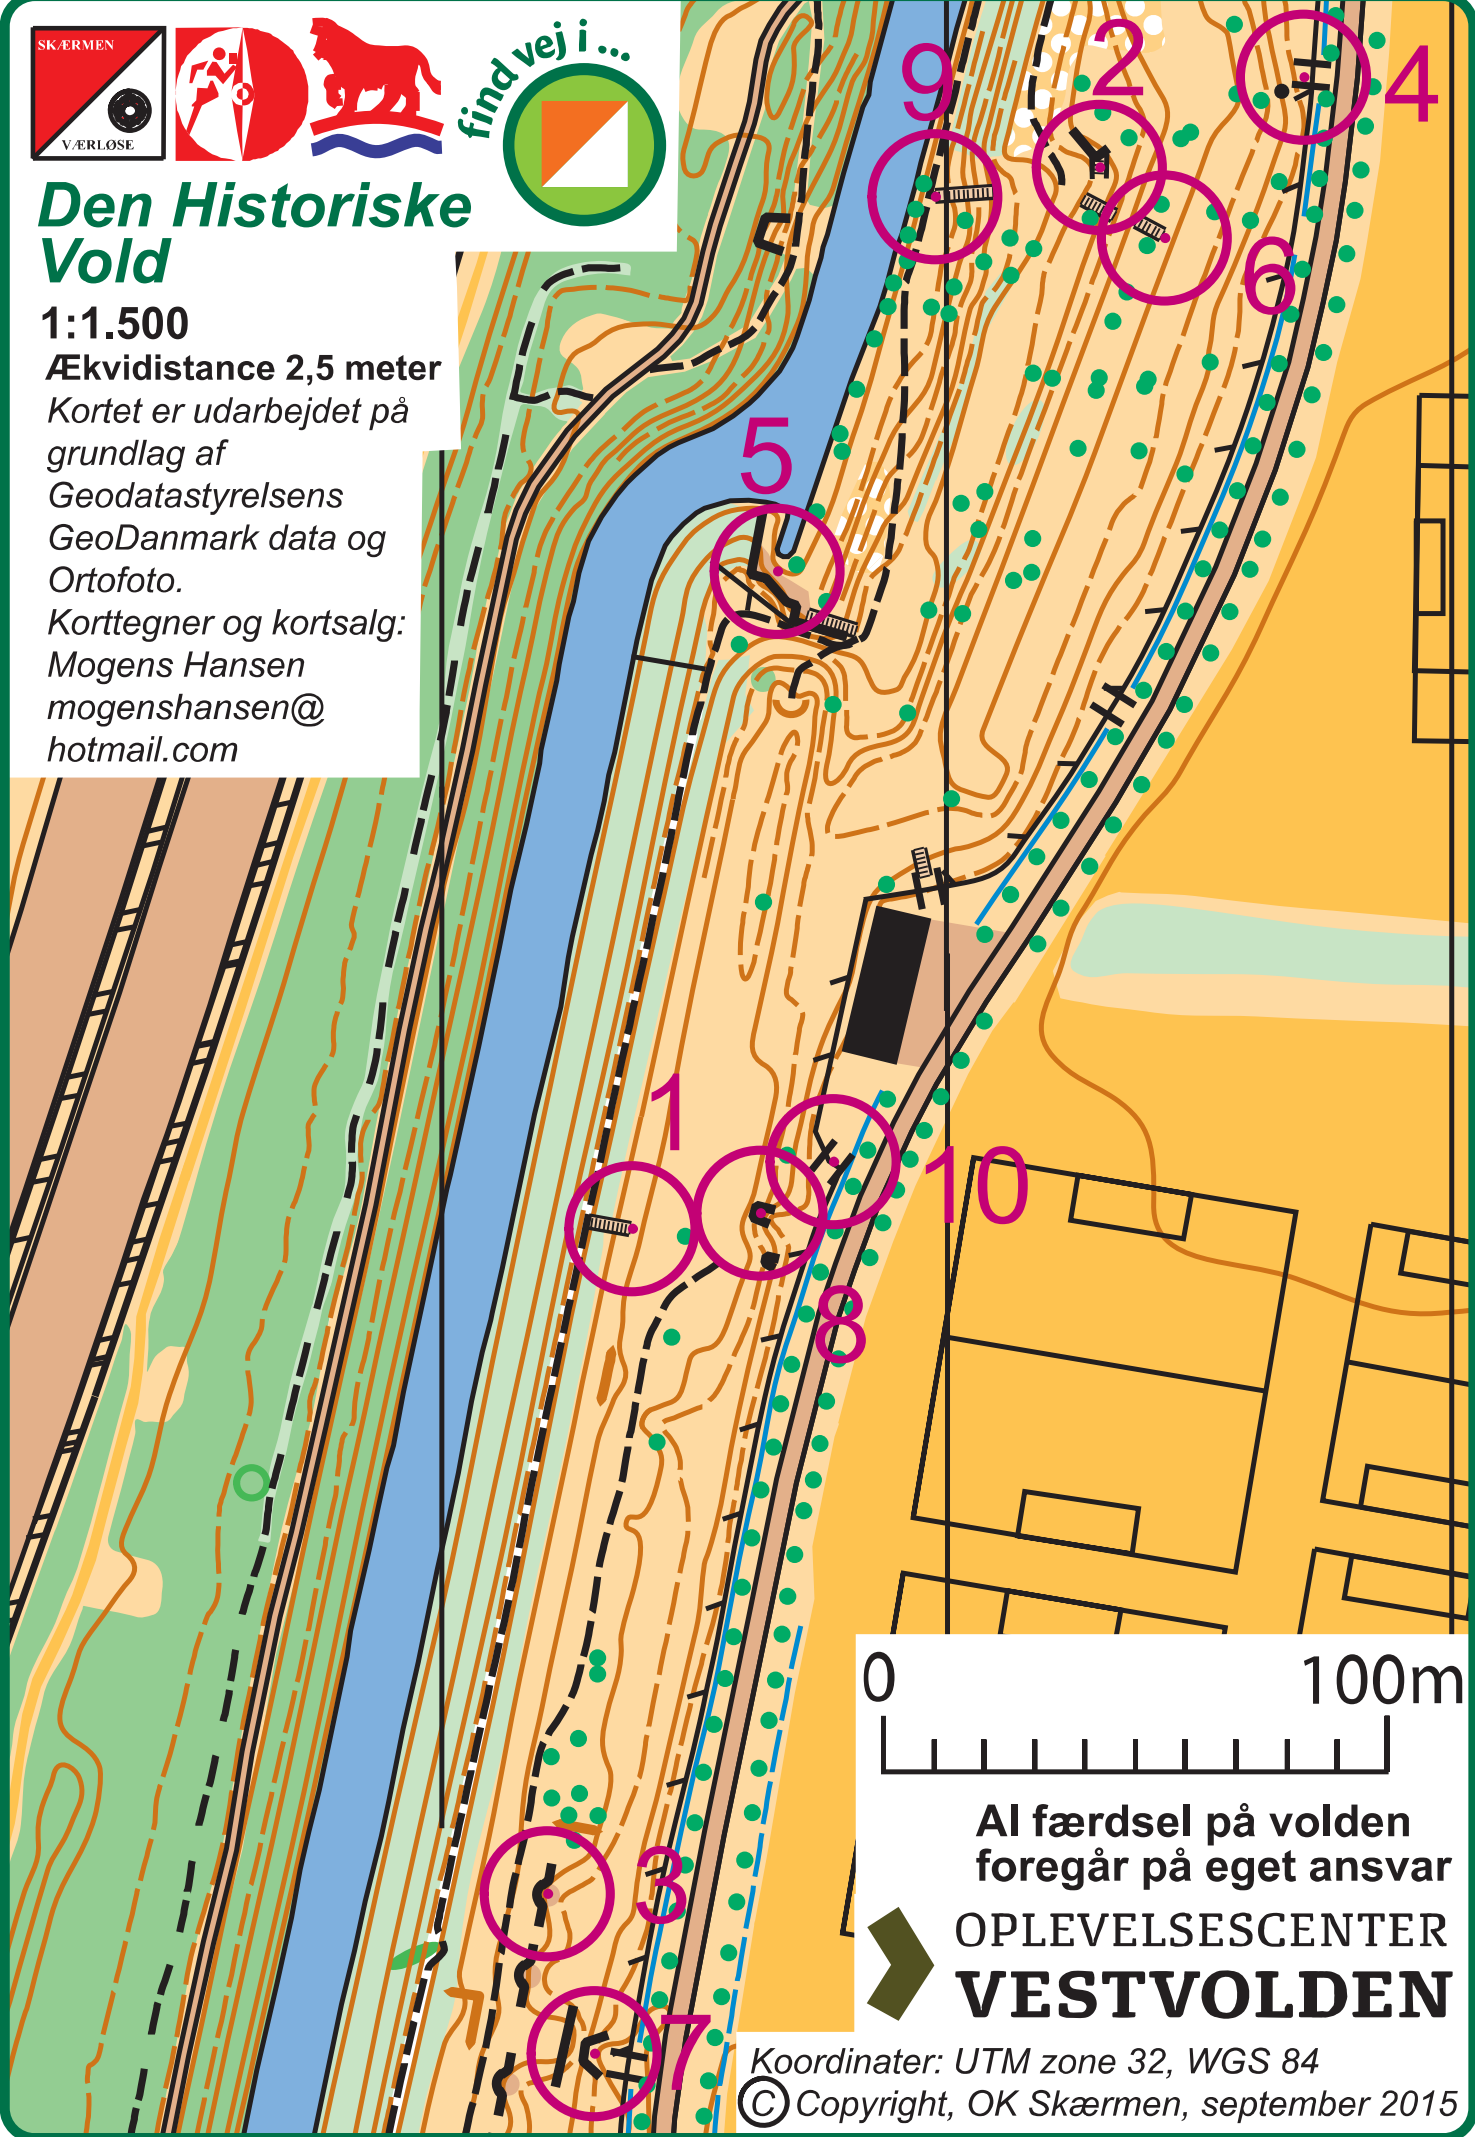 SKÆRMEN
VÆRLØSE
find vej i ...
Den Historiske
Vold
1:1.500
Ækvidistance 2,5 meter
Kortet er udarbejdet på
grundlag af
Geodatastyrelsens
GeoDanmark data og
Ortofoto.
Korttegner og kortsalg:
Mogens Hansen
mogenshansen@
hotmail.com
9
2
4
6
5
1
10
8
3
7
0 100m
Al færdsel på volden
foregår på eget ansvar
OPLEVELSESCENTER
VESTVOLDEN
Koordinater: UTM zone 32, WGS 84
© Copyright, OK Skærmen, september 2015